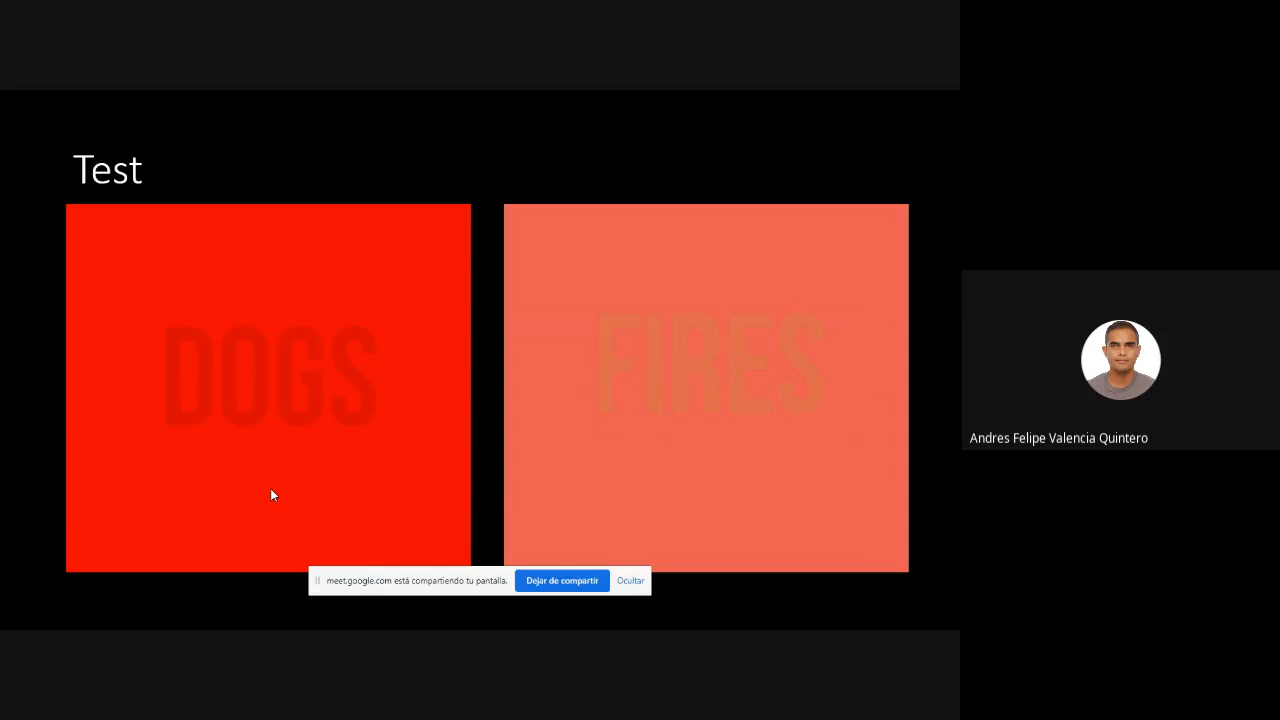 Test
DOGS
FIRES
Andres Felipe Valencia Quintero
meet.google.com está compartiendo tu pantalla.
Dejar de compartir
Ocultar